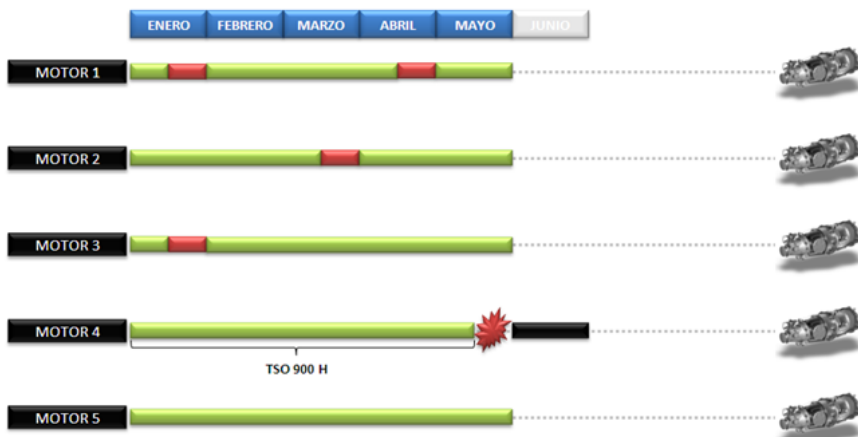 ENERO FEBRERO MARZO ABRIL MAYO JUNIO
MOTOR 1
MOTOR 2
MOTOR 3
MOTOR 4
TSO 900 H
MOTOR 5